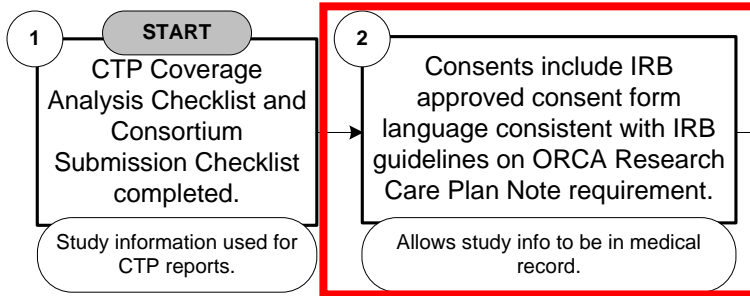 1
START
CTP Coverage
Analysis Checklist and
Consortium
Submission Checklist
completed.
Study information used for
CTP reports.
2
Consents include IRB
approved consent form
language consistent with IRB
guidelines on ORCA Research
Care Plan Note requirement.
Allows study info to be in medical
record.